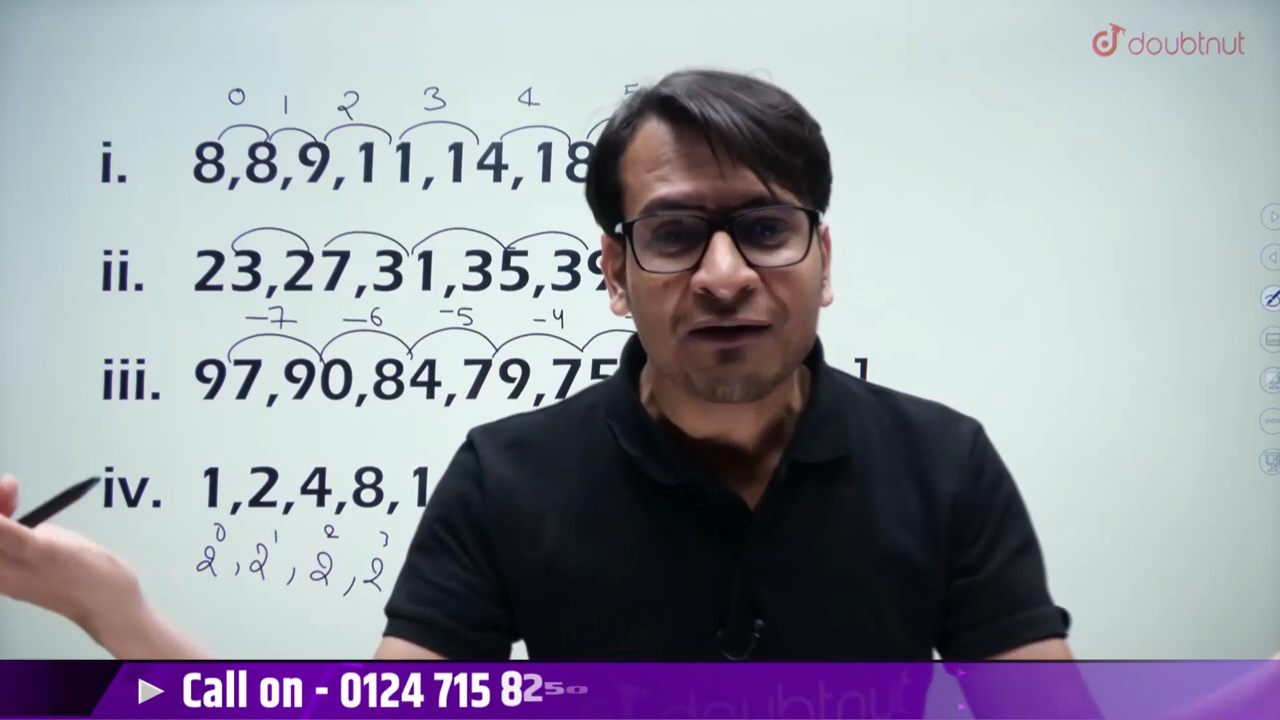 doubtnut
0 1 2 3 4 5
i. 8,8,9,11,14,18
ii. 23,27,31,35,39
-7 -6 -5 -4
iii. 97,90,84,79,75
iv. 1,2,4,8,1
2⁰,2¹,2²,2³
Call on - 0124 715 8250
doubtnut